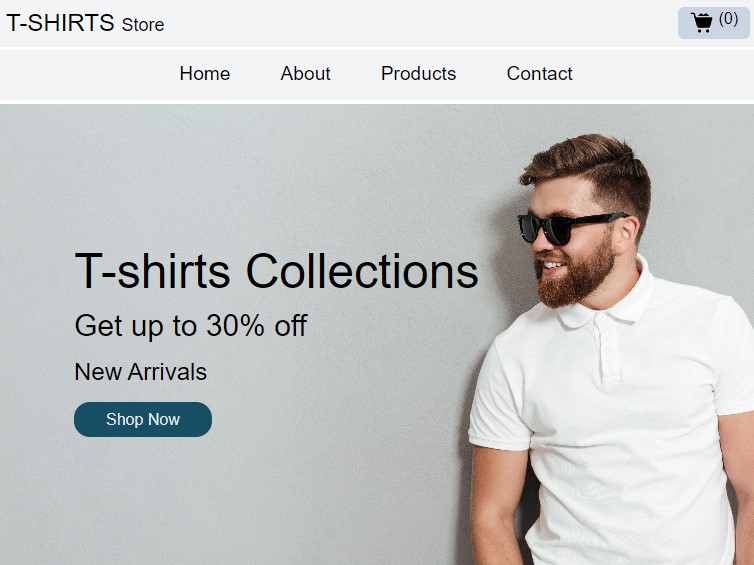 T-SHIRTS Store
(0)
Home About Products Contact
T-shirts Collections
Get up to 30% off
New Arrivals
Shop Now